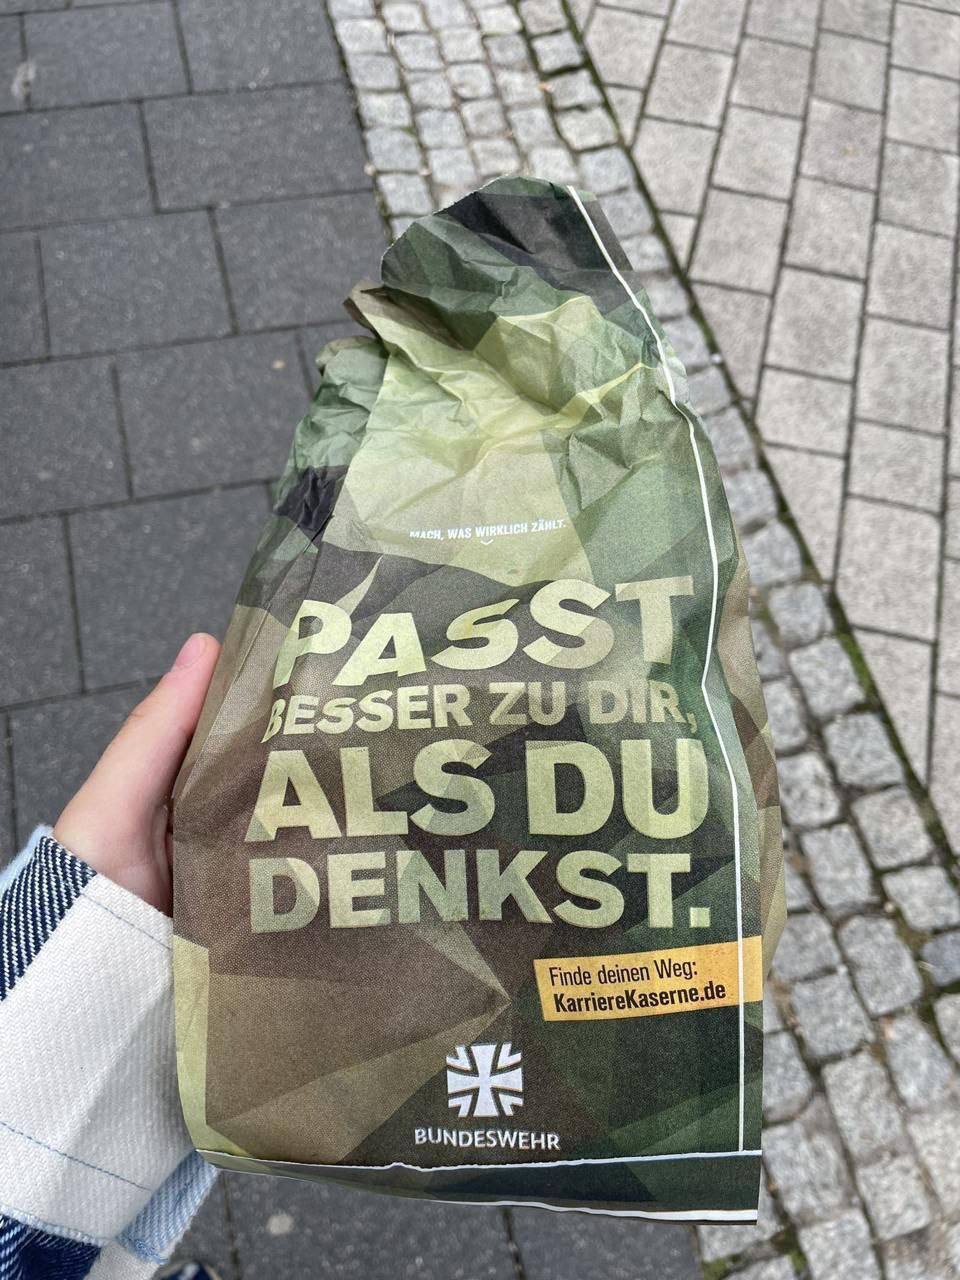 MACH, WAS WIRKLICH ZÄHLT.
PASST
BESSER ZU DIR,
ALS DU
DENKST.
Finde deinen Weg:
KarriereKaserne.de
BUNDESWEHR